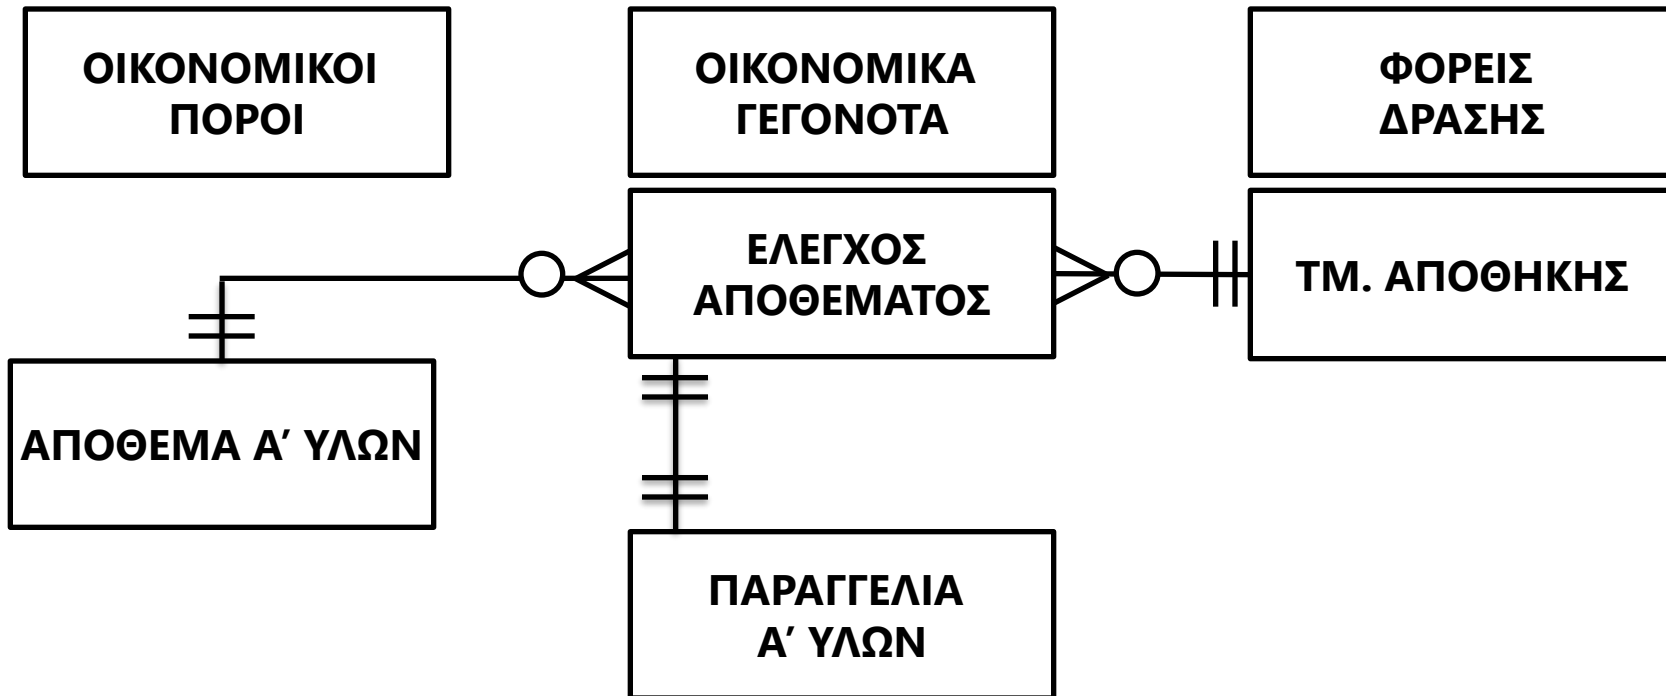 ΟΙΚΟΝΟΜΙΚΟΙ
ΠΟΡΟΙ
ΟΙΚΟΝΟΜΙΚΑ
ΓΕΓΟΝΟΤΑ
ΦΟΡΕΙΣ
ΔΡΑΣΗΣ
ΕΛΕΓΧΟΣ
ΑΠΟΘΕΜΑΤΟΣ
ΤΜ. ΑΠΟΘΗΚΗΣ
ΑΠΟΘΕΜΑ Α’ ΥΛΩΝ
ΠΑΡΑΓΓΕΛΙΑ
Α’ ΥΛΩΝ